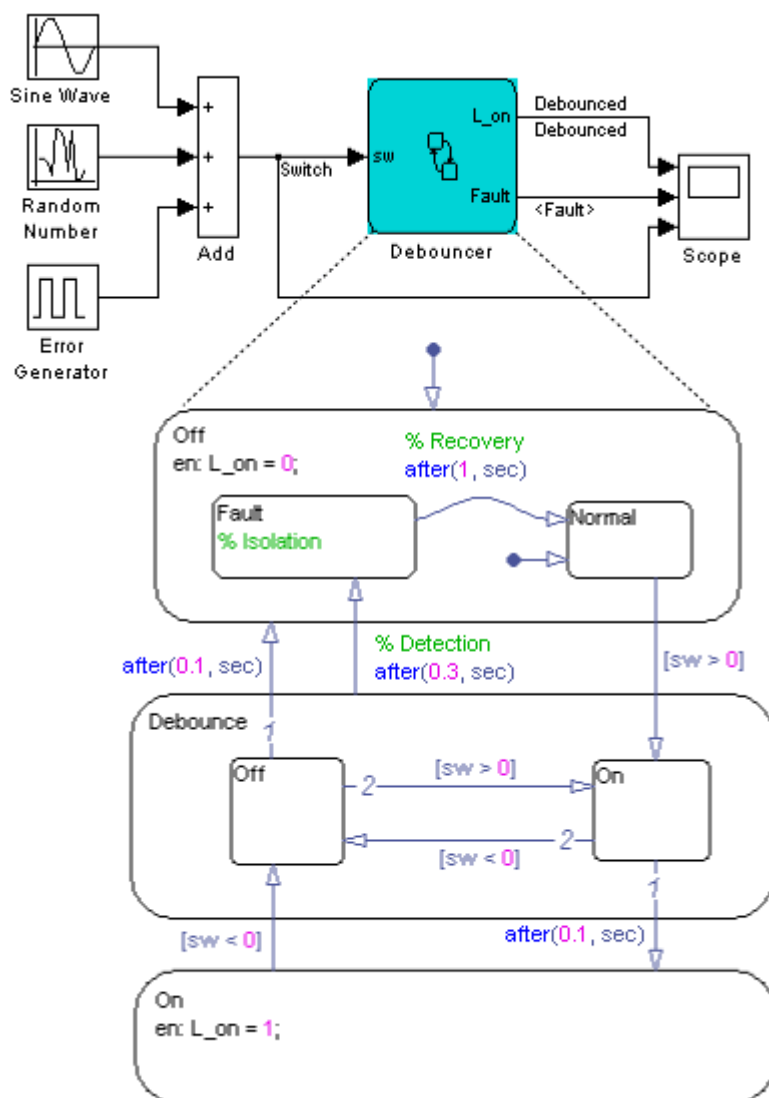 Sine Wave
Random
Number
Error
Generator
+
+
+
Add
Switch
sw
L_on
Fault
Debouncer
Debounced
Debounced
<Fault>
Scope
Off
en: L_on = 0;
% Recovery
after(1, sec)
Fault
% Isolation
Normal
after(0.1, sec)
% Detection
after(0.3, sec)
[sw > 0]
1
Debounce
Off
2
[sw > 0]
On
[sw < 0]
2
1
[sw < 0]
after(0.1, sec)
On
en: L_on = 1;